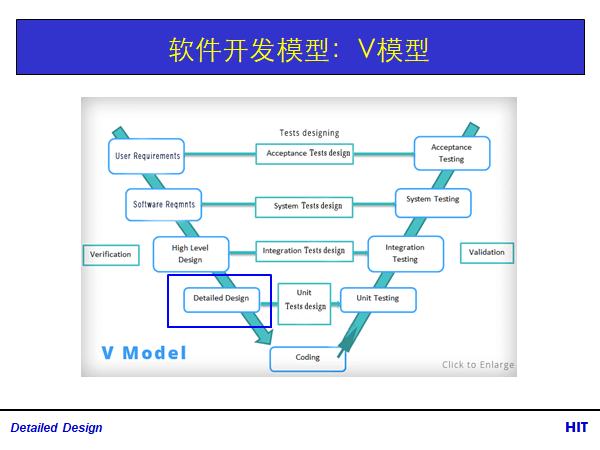 软件开发模型：V模型
Tests designing
User Requirements
Acceptance Tests design
Acceptance
Testing
Software Reqmnts
System Tests design
System Testing
Verification
High Level
Design
Integration Tests design
Integration
Testing
Validation
Detailed Design
Unit
Tests design
Unit Testing
V Model
Coding
Click to Enlarge
Detailed Design
HIT